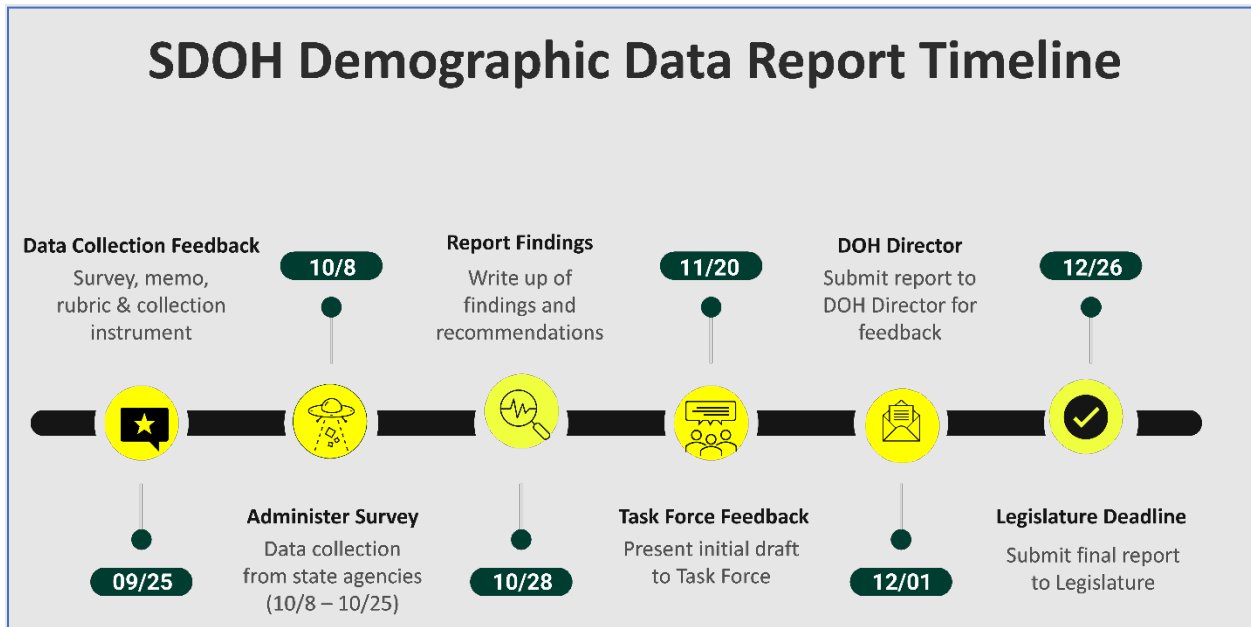 SDOH Demographic Data Report Timeline
Data Collection Feedback
Survey, memo,
rubric & collection
instrument
09/25
10/8
Administer Survey
Data collection
from state agencies
(10/8 – 10/25)
Report Findings
Write up of
findings and
recommendations
10/28
11/20
Task Force Feedback
Present initial draft
to Task Force
DOH Director
Submit report to
DOH Director for
feedback
12/01
12/26
Legislature Deadline
Submit final report
to Legislature